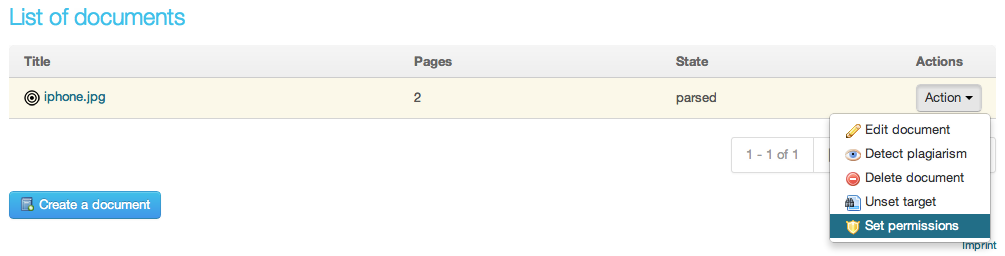 List of documents
Title Pages State Actions
iphone.jpg 2 parsed Action
Edit document
1 - 1 of 1 Detect plagiarism
Delete document
Create a document Unset target
Set permissions
Imprint